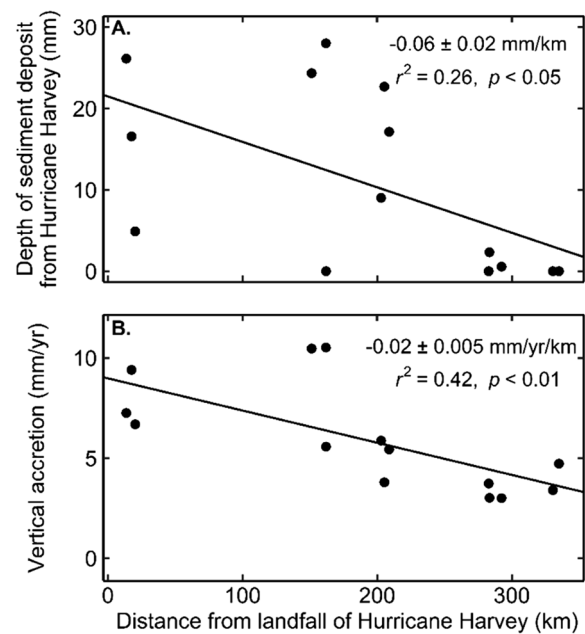 A.
-0.06 ± 0.02 mm/km
r² = 0.26, p < 0.05
Depth of sediment deposit
from Hurricane Harvey (mm)
30
20
10
0
B.
-0.02 ± 0.005 mm/yr/km
r² = 0.42, p < 0.01
Vertical accretion (mm/yr)
10
5
0
0 100 200 300
Distance from landfall of Hurricane Harvey (km)